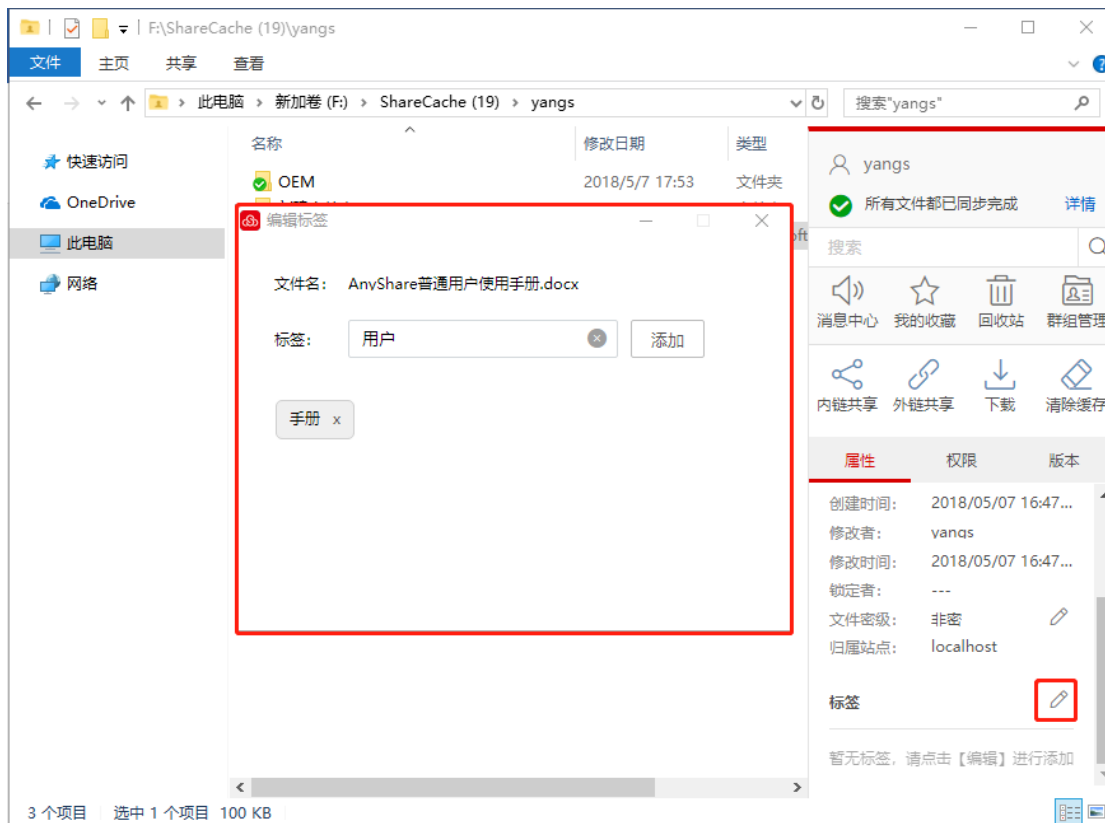 F:\ShareCache (19)\yangs
文件 主页 共享 查看
此电脑 新加卷 (F:) ShareCache (19) yangs
搜索"yangs"
快速访问
OneDrive
此电脑
网络
名称 修改日期 类型
OEM 2018/5/7 17:53 文件夹
编辑标签
文件名: AnyShare普通用户使用手册.docx
标签: 用户 添加
手册 x
yangs
所有文件都已同步完成 详情
搜索
消息中心 我的收藏 回收站 群组管理
内链共享 外链共享 下载 清除缓存
属性 权限 版本
创建时间: 2018/05/07 16:47...
修改者: yangs
修改时间: 2018/05/07 16:47...
锁定者: ---
文件密级: 非密
归属站点: localhost
标签
暂无标签，请点击【编辑】进行添加
3 个项目 选中 1 个项目 100 KB